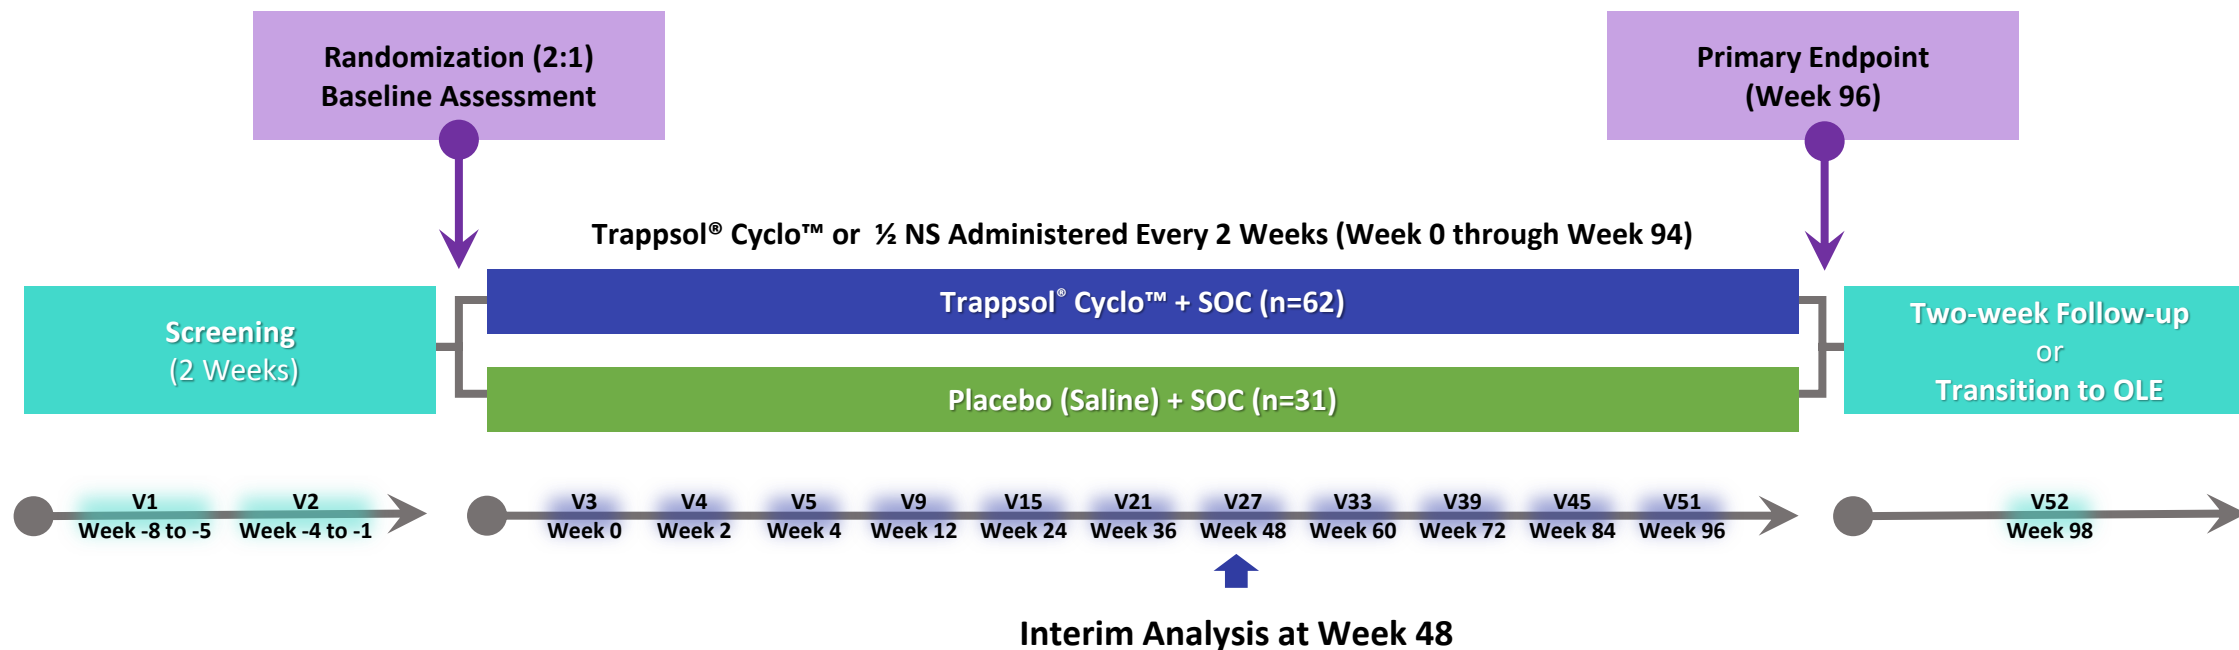 Randomization (2:1)
Baseline Assessment
Primary Endpoint
(Week 96)
Trappsol® Cyclo™ or ½ NS Administered Every 2 Weeks (Week 0 through Week 94)
Screening
(2 Weeks)
Trappsol® Cyclo™ + SOC (n=62)
Placebo (Saline) + SOC (n=31)
Two-week Follow-up
or
Transition to OLE
V1
Week -8 to -5
V2
Week -4 to -1
V3
Week 0
V4
Week 2
V5
Week 4
V9
Week 12
V15
Week 24
V21
Week 36
V27
Week 48
V33
Week 60
V39
Week 72
V45
Week 84
V51
Week 96
V52
Week 98
Interim Analysis at Week 48